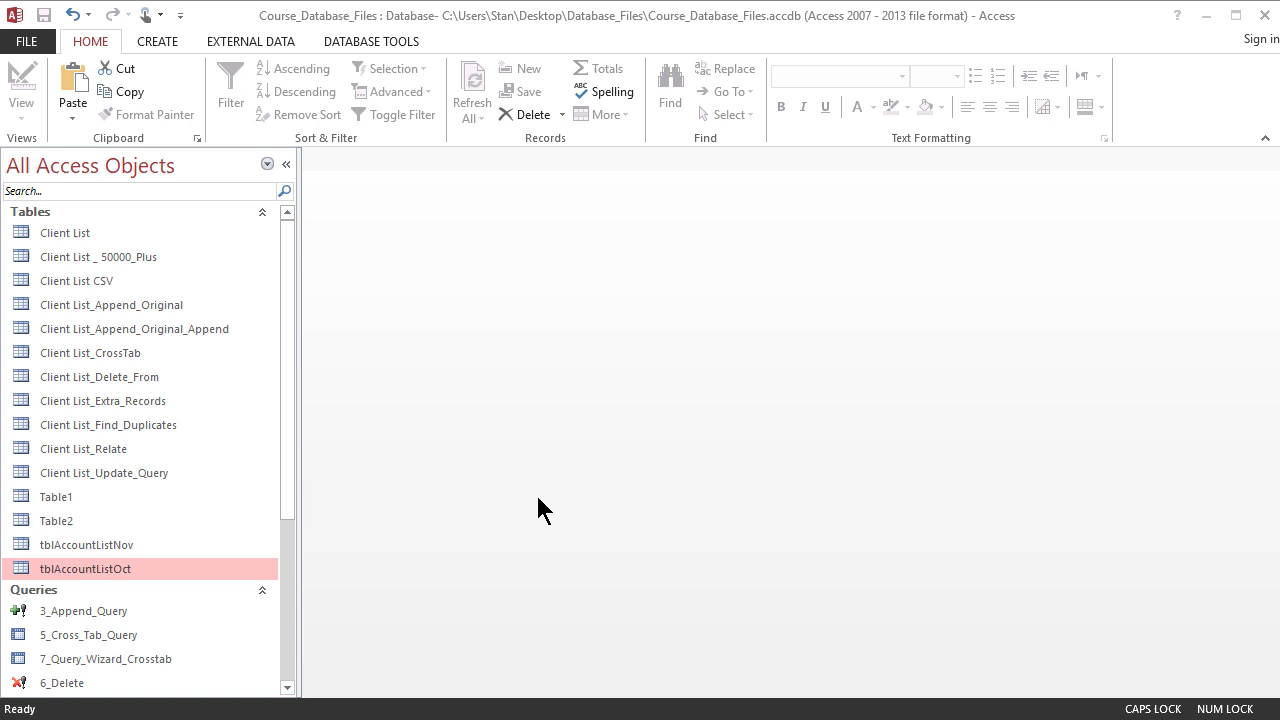 Course_Database_Files : Database- C:\Users\Stan\Desktop\Database_Files\Course_Database_Files.accdb (Access 2007 - 2013 file format) - Access
FILE HOME CREATE EXTERNAL DATA DATABASE TOOLS Sign in
View
Views
Paste
Cut
Copy
Format Painter
Clipboard
Filter
Ascending
Descending
Remove Sort
Selection
Advanced
Toggle Filter
Sort & Filter
Refresh
All
New
Save
Delete
Totals
Spelling
More
Records
Find
Replace
Go To
Select
Find
B I U A
Text Formatting
All Access Objects
Search...
Tables
Client List
Client List _ 50000_Plus
Client List CSV
Client List_Append_Original
Client List_Append_Original_Append
Client List_CrossTab
Client List_Delete_From
Client List_Extra_Records
Client List_Find_Duplicates
Client List_Relate
Client List_Update_Query
Table1
Table2
tblAccountListNov
tblAccountListOct
Queries
3_Append_Query
5_Cross_Tab_Query
7_Query_Wizard_Crosstab
6_Delete
Ready CAPS LOCK NUM LOCK